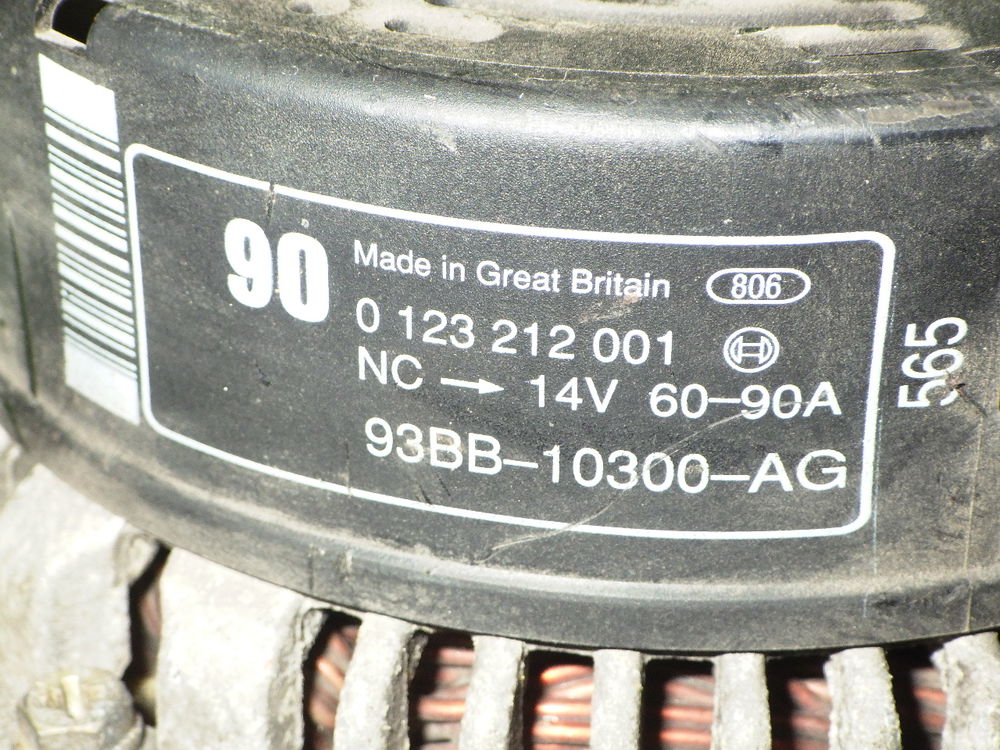 90
Made in Great Britain 806
0 123 212 001
NC → 14V 60–90A
93BB–10300–AG
565